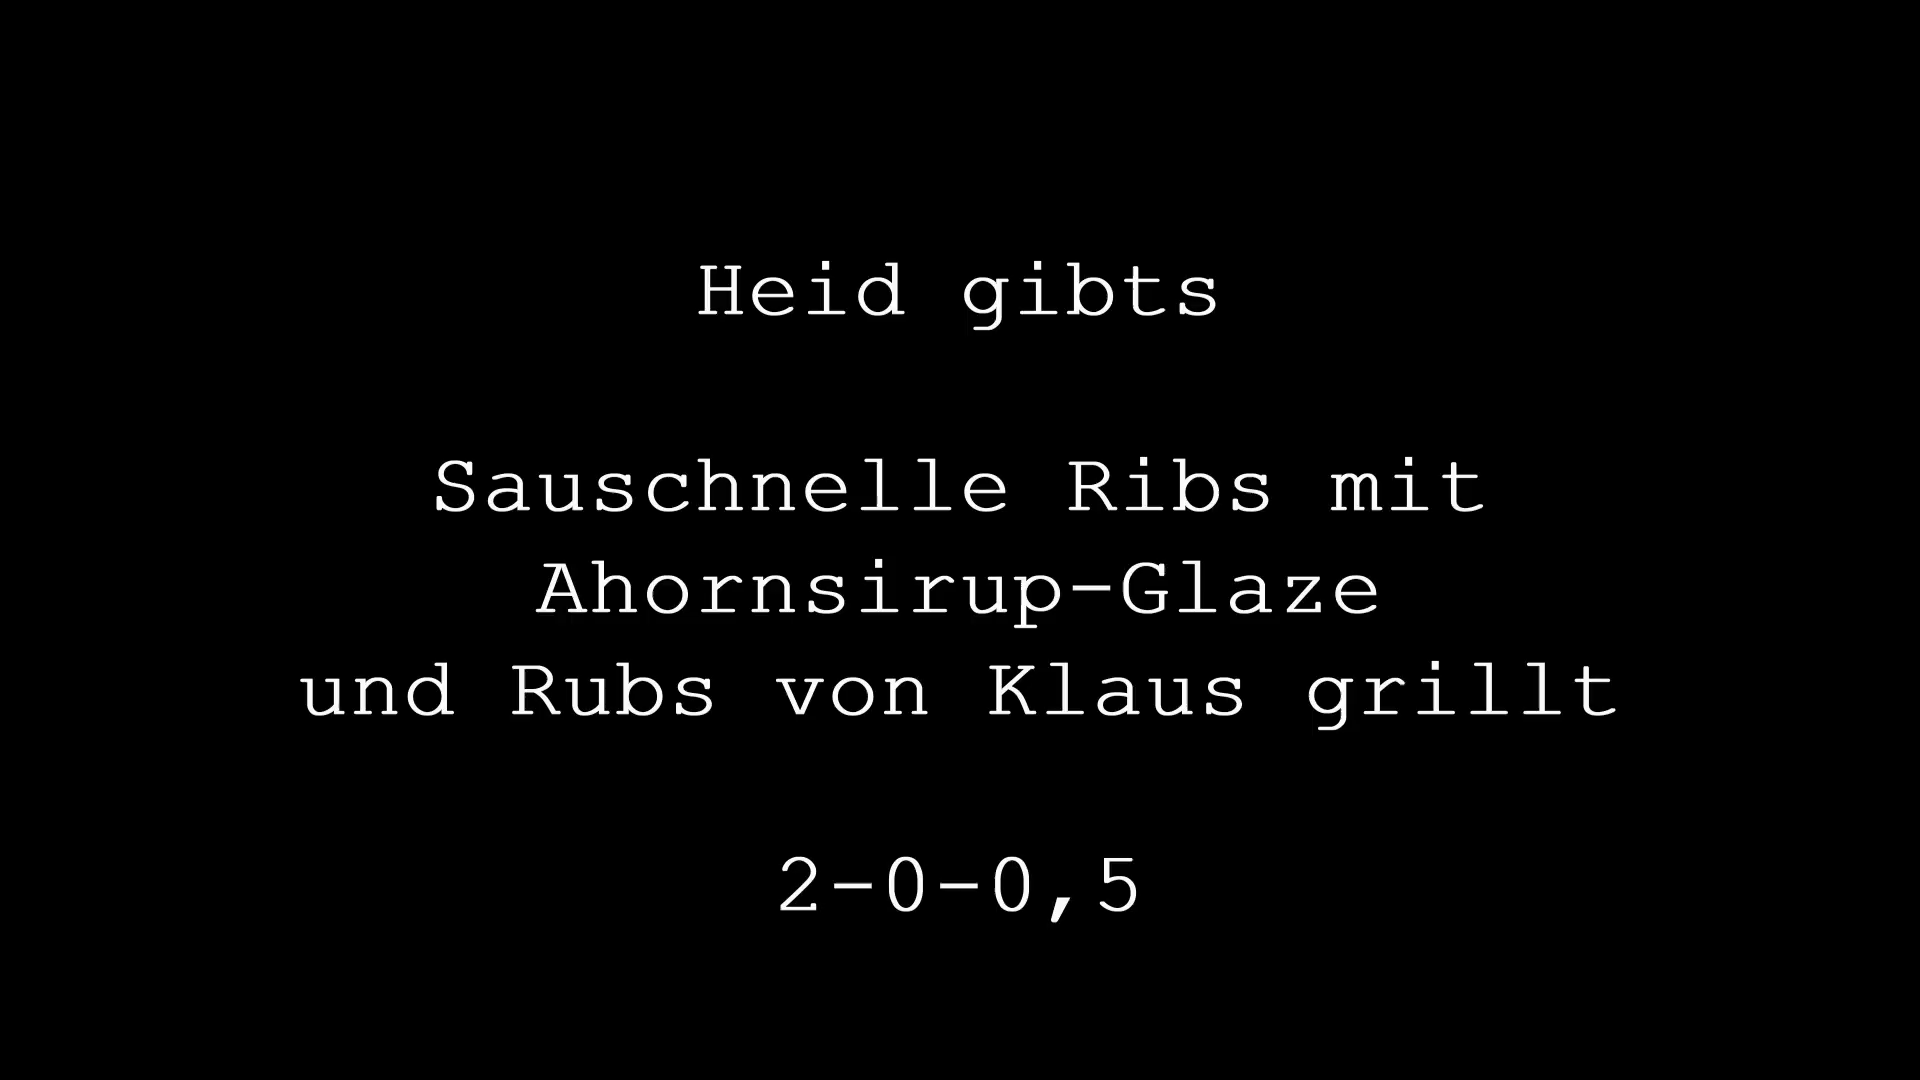 Heid gibts
Sauschnelle Ribs mit
Ahornsirup-Glaze
und Rubs von Klaus grillt
2-0-0,5